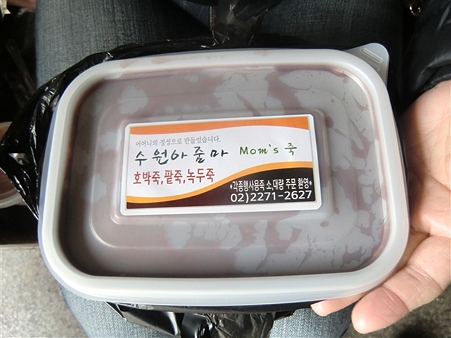 어머니의 정성으로 만들었습니다.
수원아줌마 Mom's 죽
호박죽,팥죽,녹두죽
*각종행사용죽 소,대량 주문 환영*
02)2271-2627